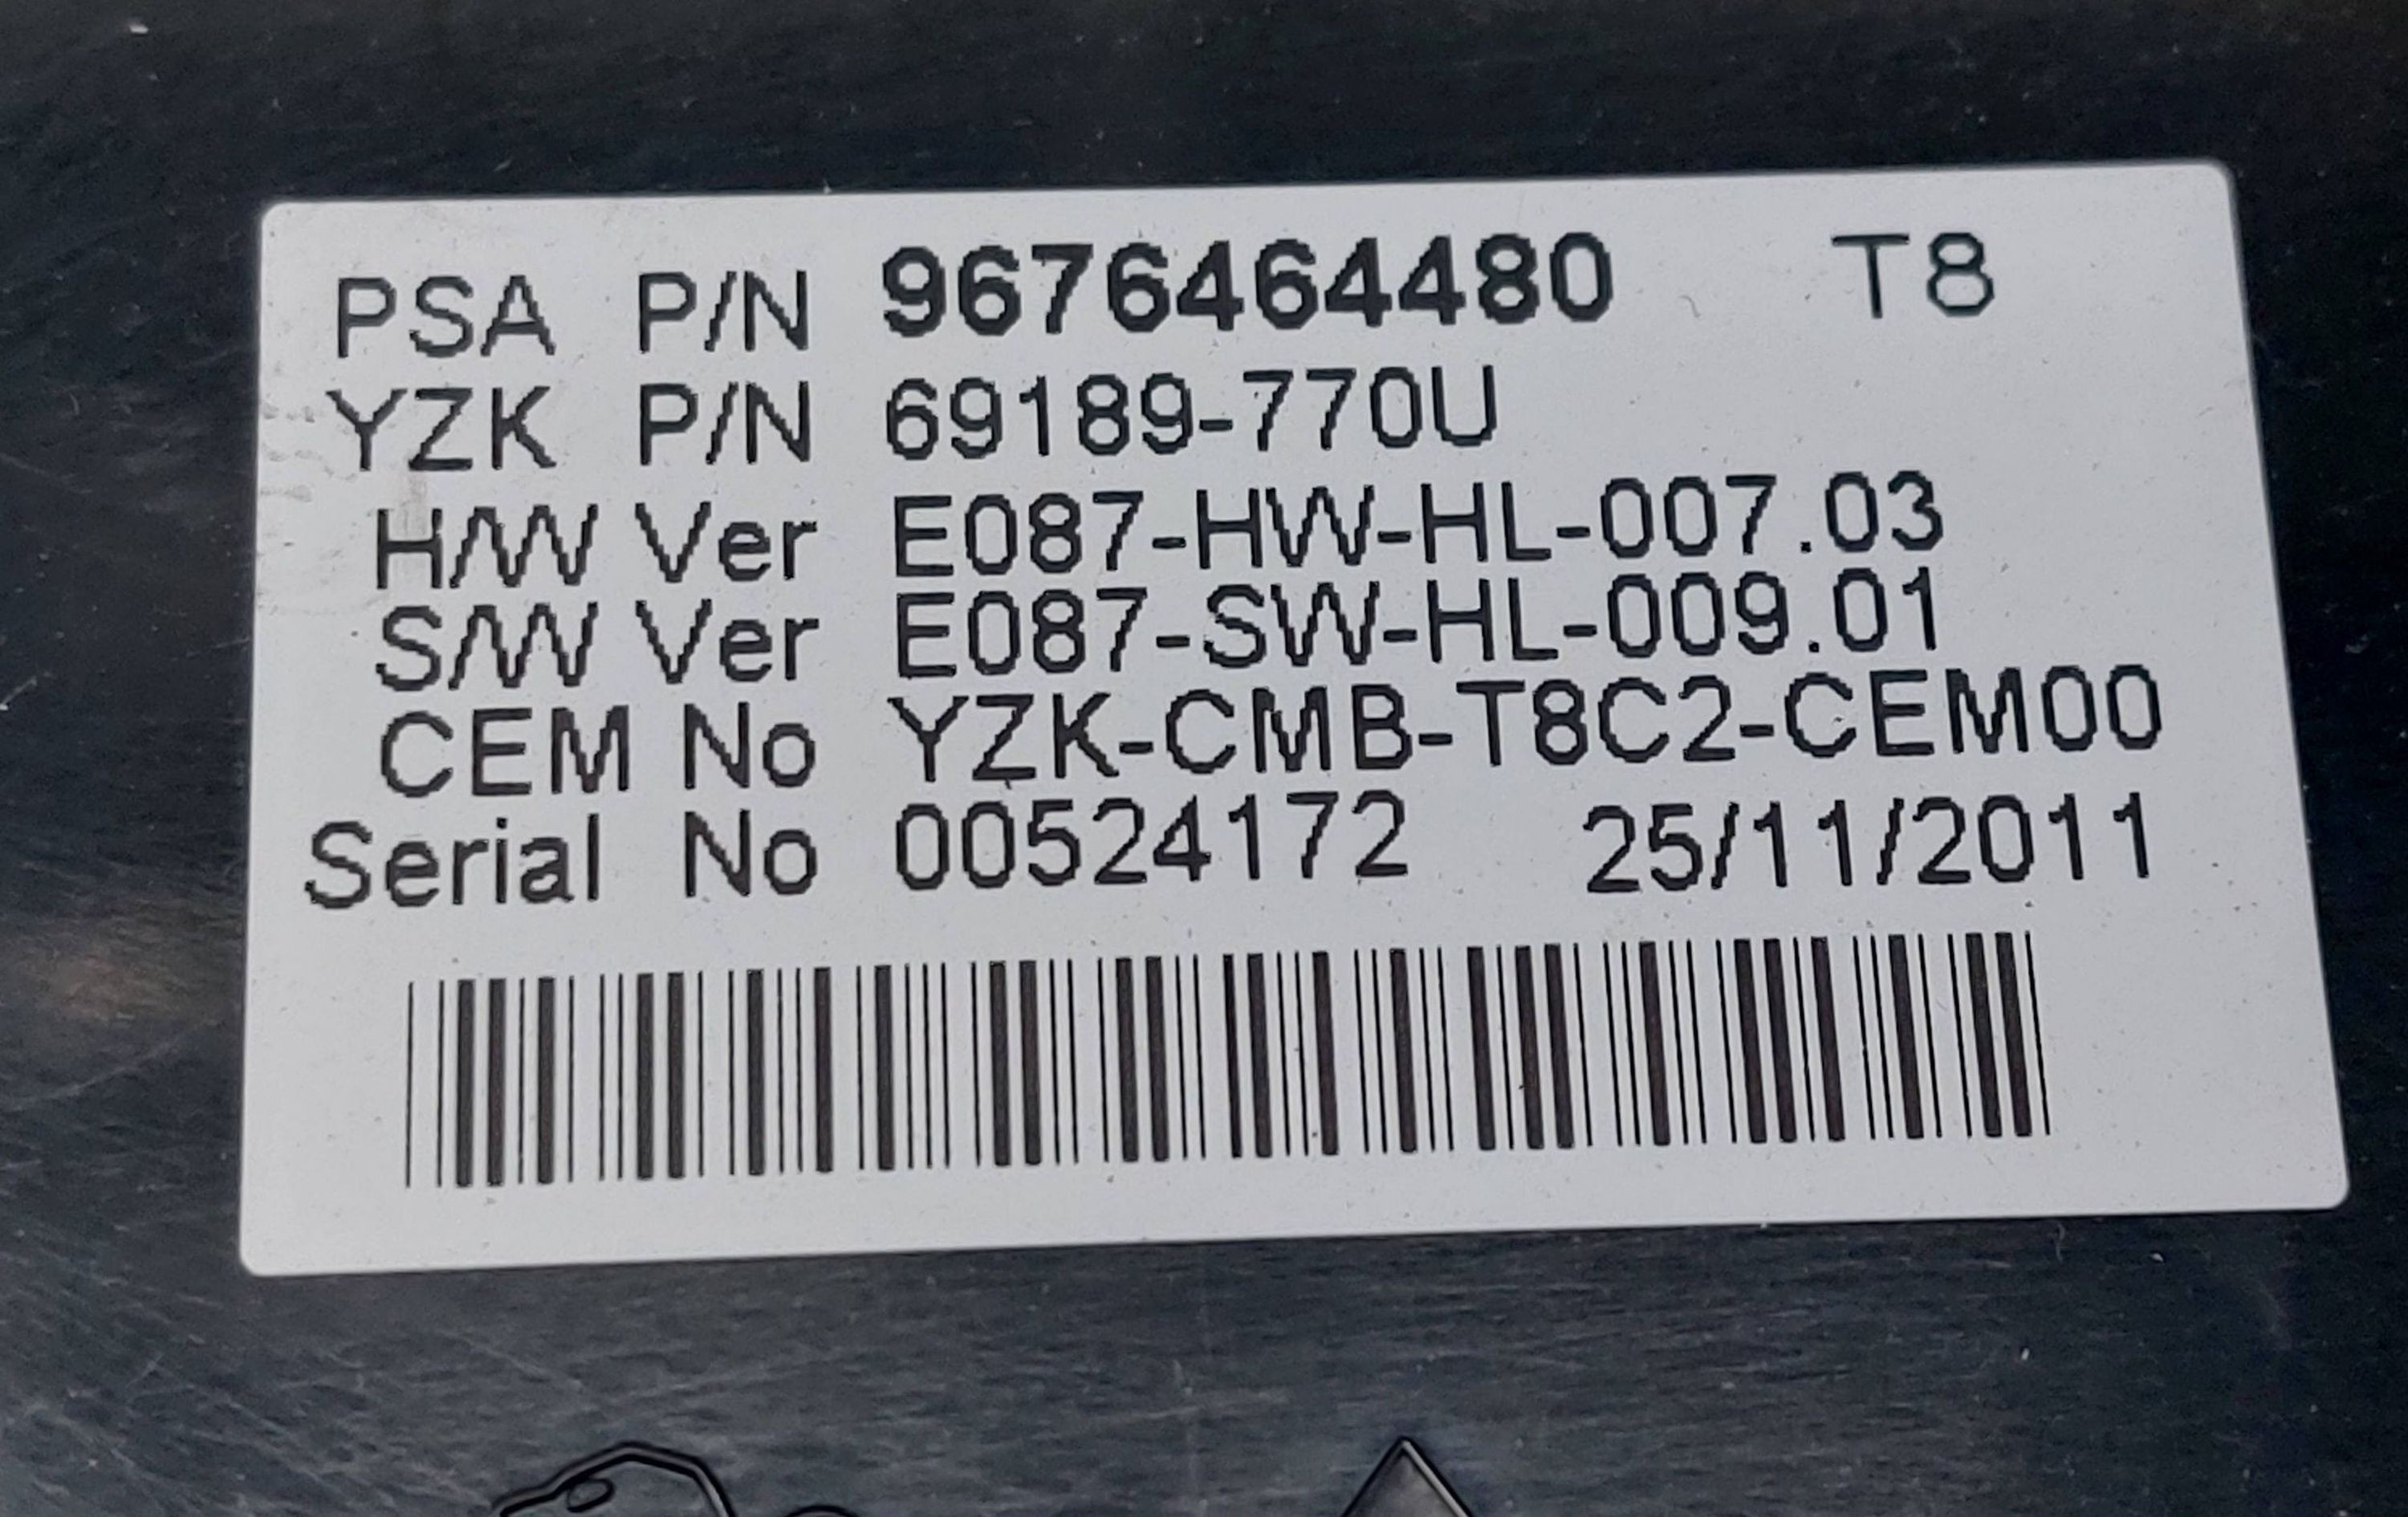 PSA P/N 9676464480 T8
YZK P/N 69189-770U
H/W Ver E087-HW-HL-007.03
S/W Ver E087-SW-HL-009.01
CEM No YZK-CMB-T8C2-CEM00
Serial No 00524172 25/11/2011